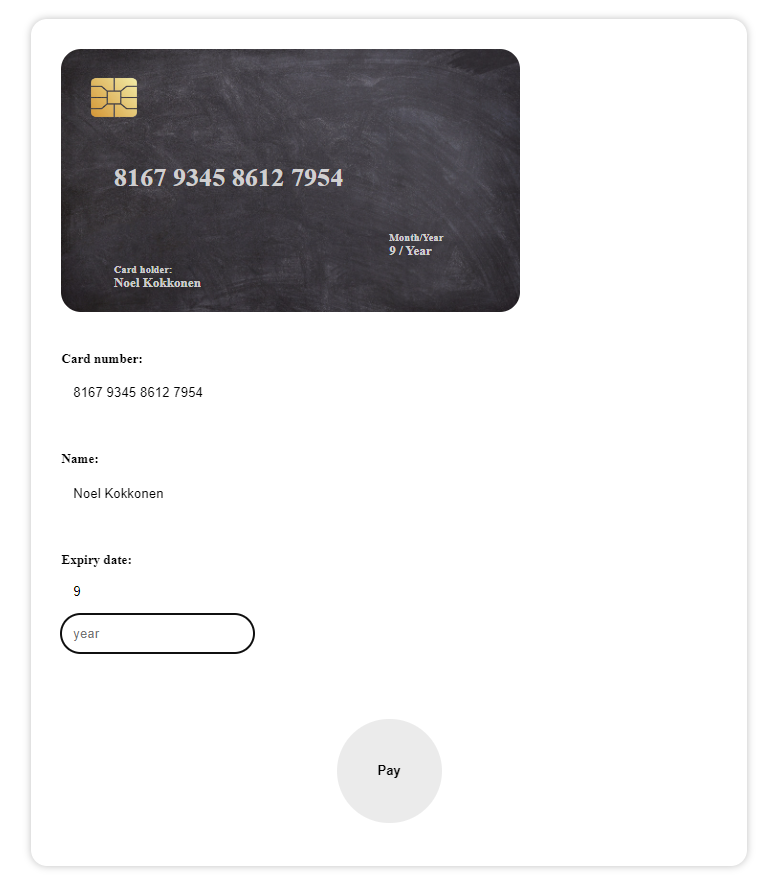 8167 9345 8612 7954
Month/Year
9 / Year
Card holder:
Noel Kokkonen
Card number:
8167 9345 8612 7954
Name:
Noel Kokkonen
Expiry date:
9
year
Pay